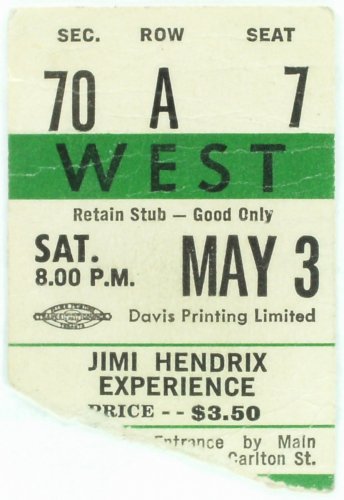 SEC. ROW SEAT
70 A 7
WEST
Retain Stub — Good Only
SAT. MAY 3
8.00 P.M.
Davis Printing Limited
JIMI HENDRIX
EXPERIENCE
PRICE -- $3.50
Entrance by Main
Carlton St.